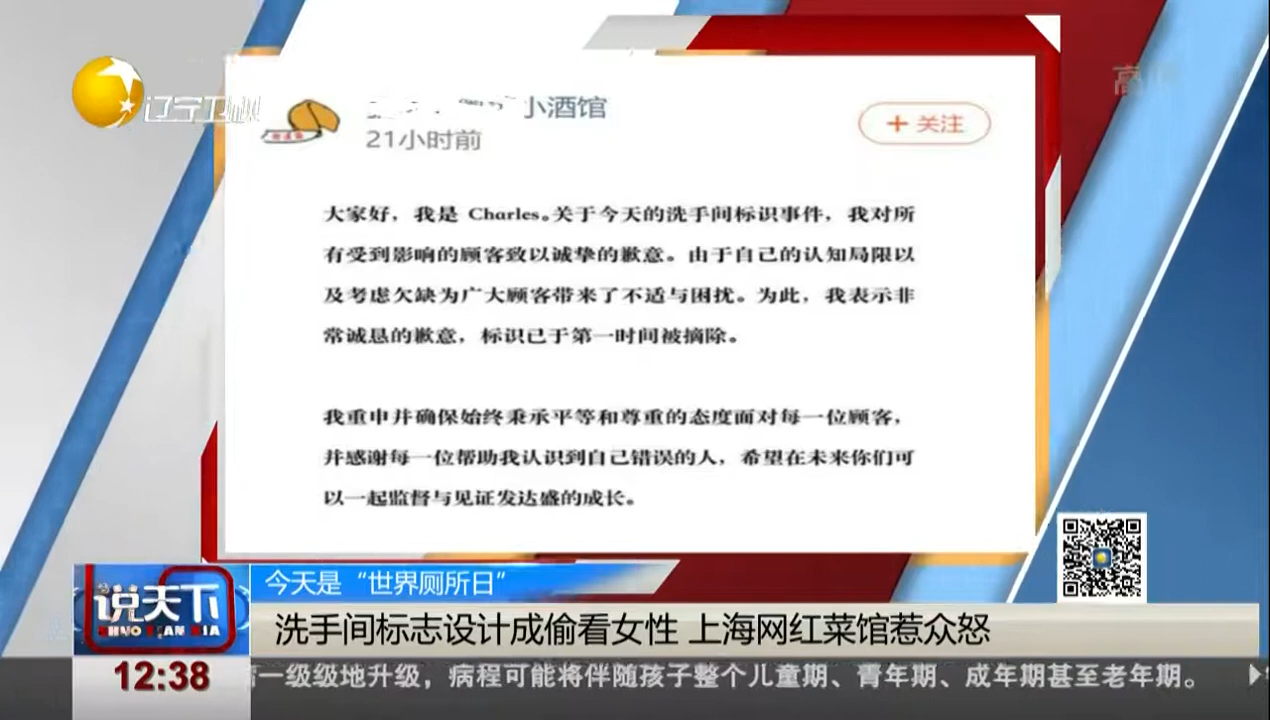 辽宁卫视
小酒馆
21小时前
+ 关注
大家好，我是 Charles。关于今天的洗手间标识事件，我对所
有受到影响的顾客致以诚挚的歉意。由于自己的认知局限以
及考虑欠缺为广大顾客带来了不适与困扰。为此，我表示非
常诚恳的歉意，标识已于第一时间被摘除。
我重申并确保始终秉承平等和尊重的态度面对每一位顾客，
并感谢每一位帮助我认识到自己错误的人，希望在未来你们可
以一起监督与见证发达盛的成长。
今天是“世界厕所日”
说天下
SHUO TIAN XIA
洗手间标志设计成偷看女性 上海网红菜馆惹众怒
12:38
一级级地升级，病程可能将伴随孩子整个儿童期、青年期、成年期甚至老年期。